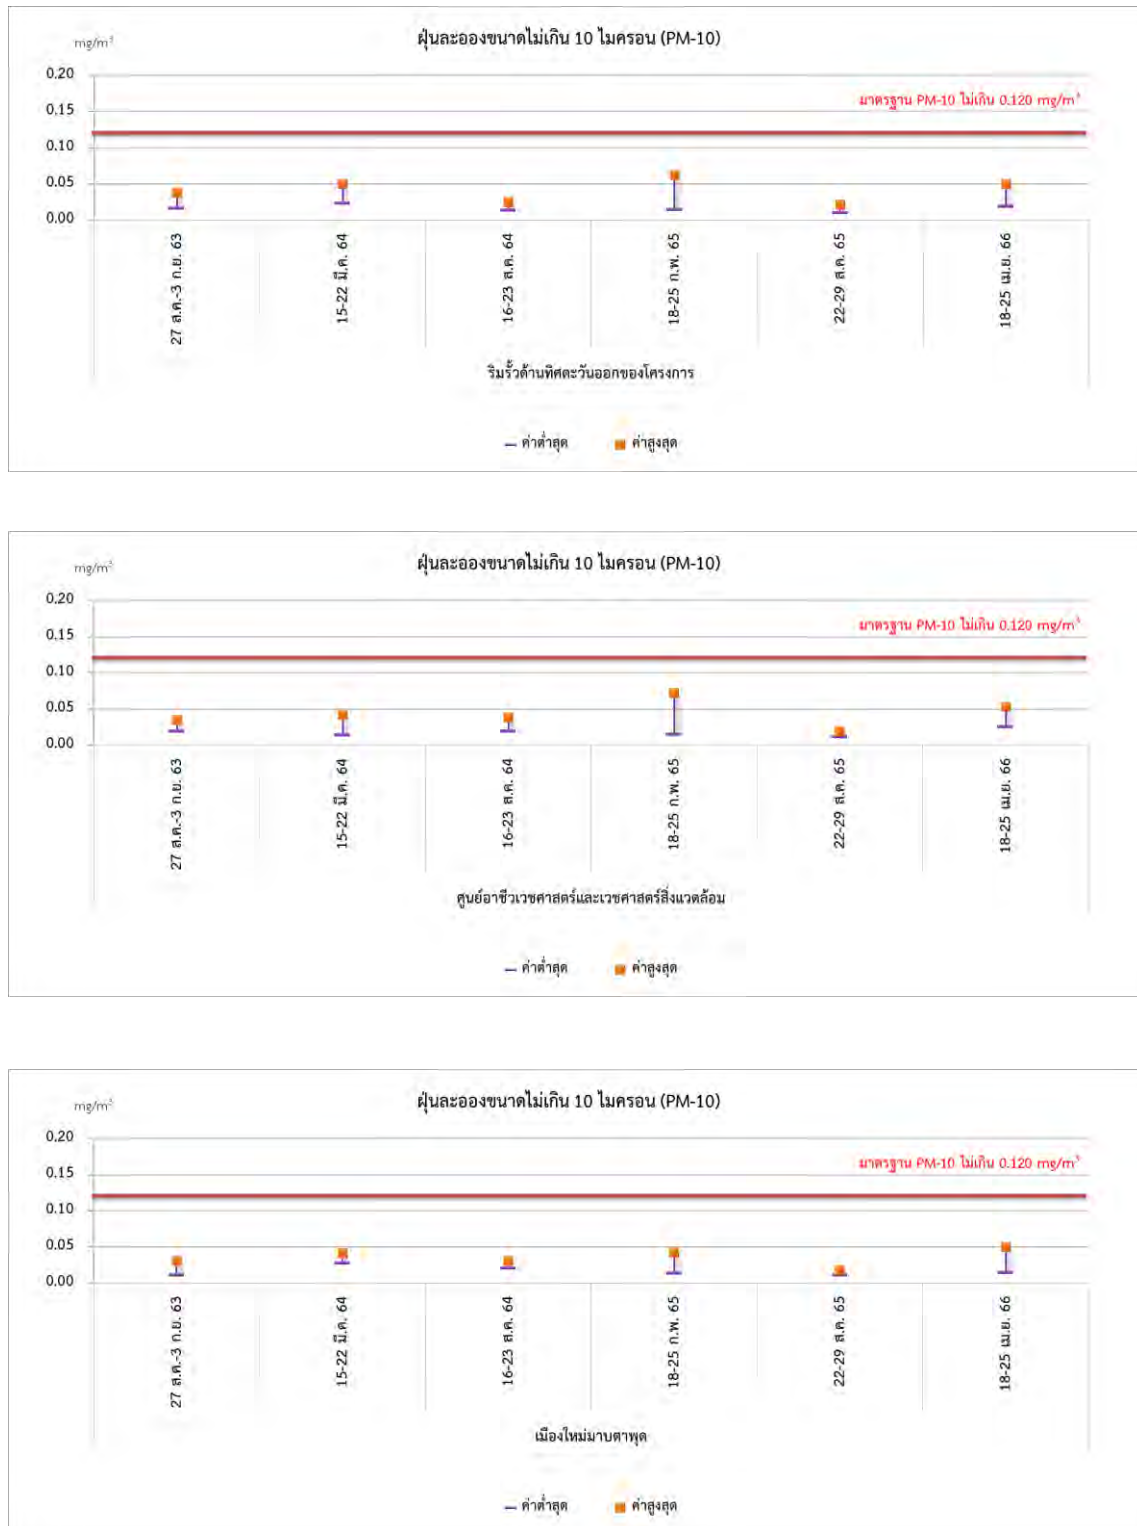 ฝุ่นละอองขนาดไม่เกิน 10 ไมครอน (PM-10)
mg/m³
0.20
มาตรฐาน PM-10 ไม่เกิน 0.120 mg/m³
0.15
0.10
0.05
0.00
27 ส.ค.-3 ก.ย. 63
15-22 มี.ค. 64
16-23 ส.ค. 64
18-25 ก.พ. 65
22-29 ส.ค. 65
18-25 เม.ย. 66
ริมรั้วด้านทิศตะวันออกของโครงการ
ค่าต่ำสุด ค่าสูงสุด
ฝุ่นละอองขนาดไม่เกิน 10 ไมครอน (PM-10)
mg/m³
0.20
มาตรฐาน PM-10 ไม่เกิน 0.120 mg/m³
0.15
0.10
0.05
0.00
27 ส.ค.-3 ก.ย. 63
15-22 มี.ค. 64
16-23 ส.ค. 64
18-25 ก.พ. 65
22-29 ส.ค. 65
18-25 เม.ย. 66
ศูนย์อาชีวเวชศาสตร์และเวชศาสตร์สิ่งแวดล้อม
ค่าต่ำสุด ค่าสูงสุด
ฝุ่นละอองขนาดไม่เกิน 10 ไมครอน (PM-10)
mg/m³
0.20
มาตรฐาน PM-10 ไม่เกิน 0.120 mg/m³
0.15
0.10
0.05
0.00
27 ส.ค.-3 ก.ย. 63
15-22 มี.ค. 64
16-23 ส.ค. 64
18-25 ก.พ. 65
22-29 ส.ค. 65
18-25 เม.ย. 66
เมืองใหม่มาบตาพุด
ค่าต่ำสุด ค่าสูงสุด